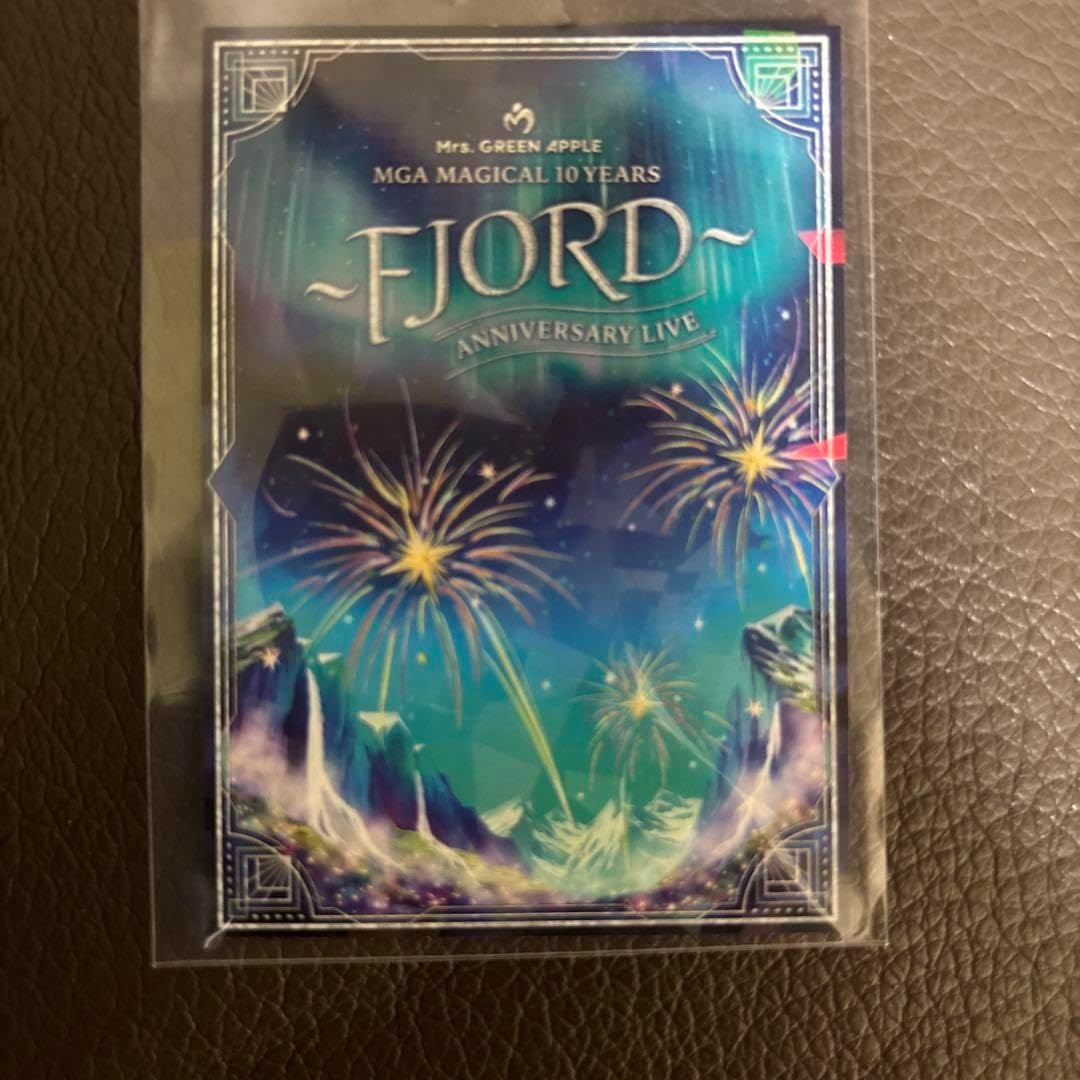 Mrs. GREEN APPLE
MGA MAGICAL 10 YEARS
~FJORD~
ANNIVERSARY LIVE